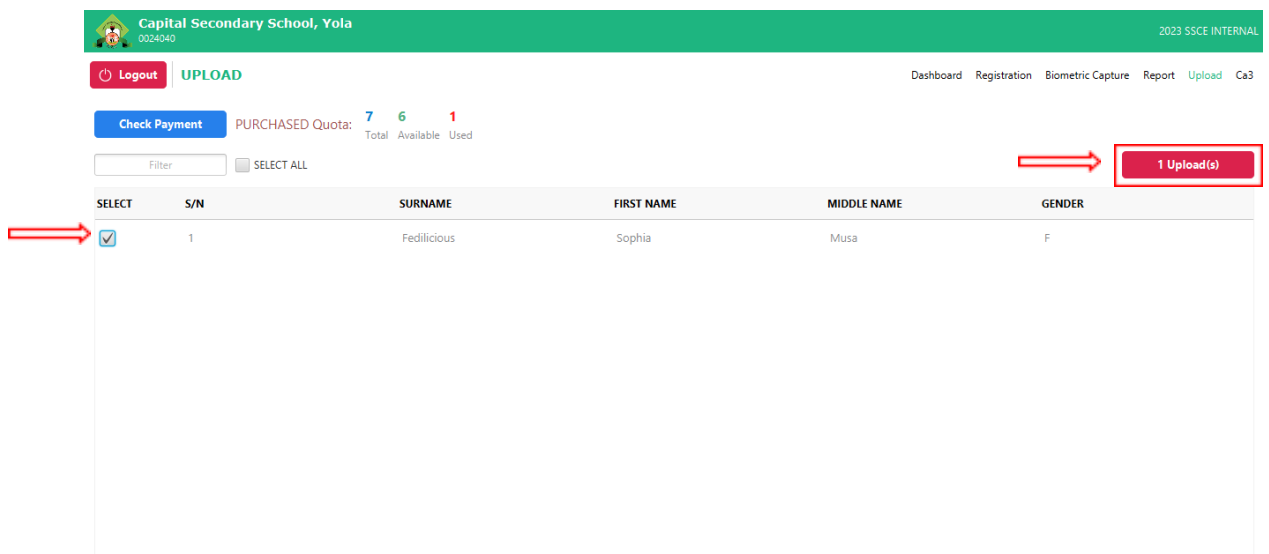 Capital Secondary School, Yola
0024040
2023 SSCE INTERNAL
Logout UPLOAD Dashboard Registration Biometric Capture Report Upload Ca3
Check Payment PURCHASED Quota: 7 6 1
Total Available Used
Filter SELECT ALL 1 Upload(s)
SELECT S/N SURNAME FIRST NAME MIDDLE NAME GENDER
1 Fedilicious Sophia Musa F